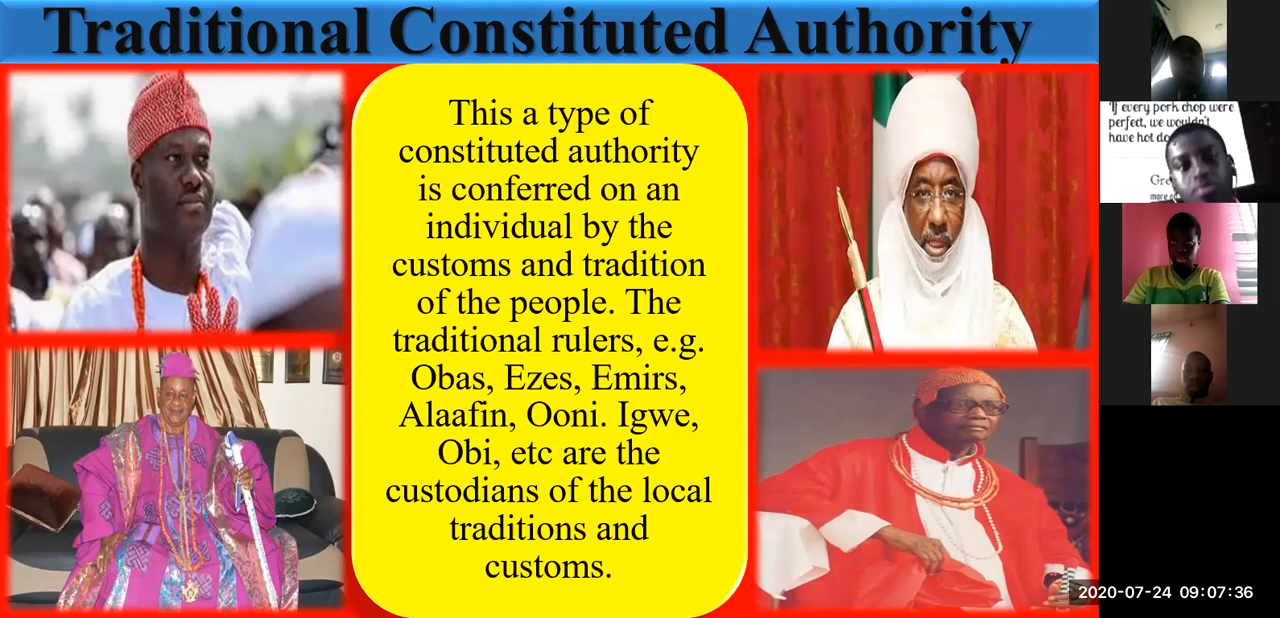 Traditional Constituted Authority
This a type of
constituted authority
is conferred on an
individual by the
customs and tradition
of the people. The
traditional rulers, e.g.
Obas, Ezes, Emirs,
Alaafin, Ooni. Igwe,
Obi, etc are the
custodians of the local
traditions and
customs.
If every pork chop were
perfect, we wouldn't
have hot do
Gre
more
2020-07-24 09:07:36